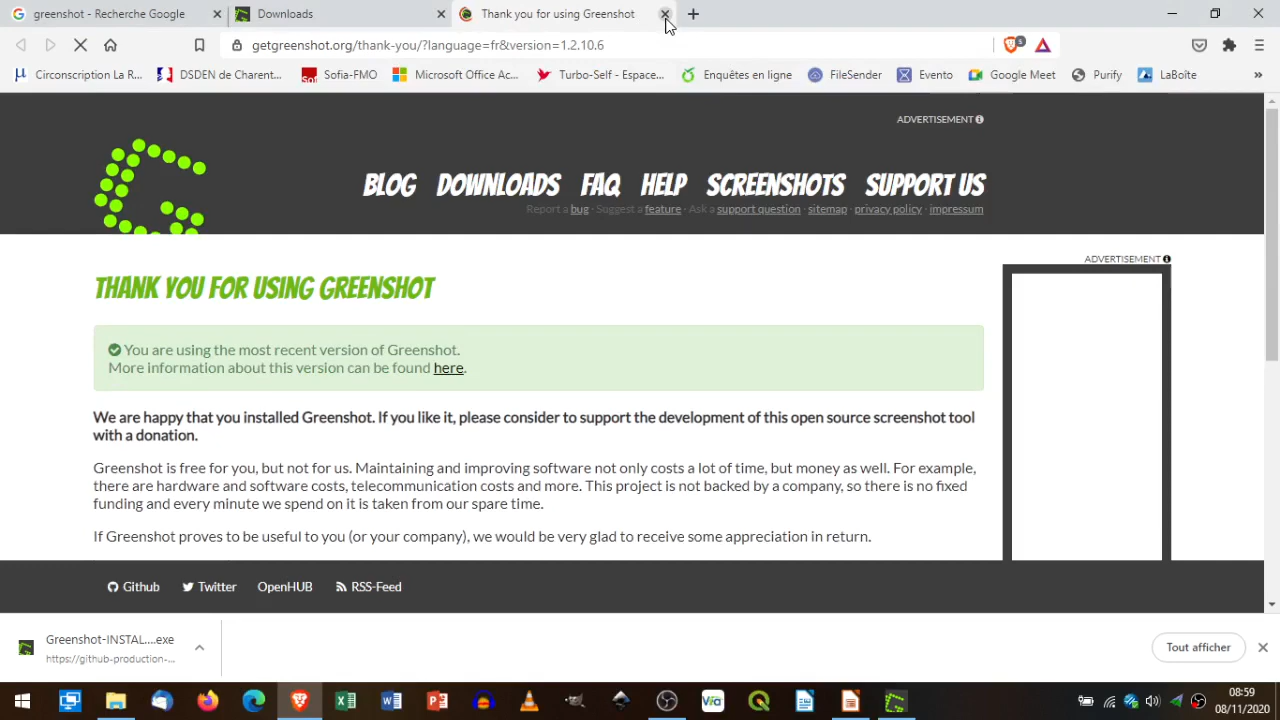 greenshot - Recherche Google
Downloads
Thank you for using Greenshot
getgreenshot.org/thank-you/?language=fr&version=1.2.10.6
5
Circonscription La R...
DSDEN de Charent...
Sofia-FMO
Microsoft Office Ac...
Turbo-Self - Espace...
Enquêtes en ligne
FileSender
Evento
Google Meet
Purify
LaBoîte
»
ADVERTISEMENT
BLOG DOWNLOADS FAQ HELP SCREENSHOTS SUPPORT US
Report a bug · Suggest a feature · Ask a support question · sitemap · privacy policy · impressum
ADVERTISEMENT
THANK YOU FOR USING GREENSHOT
You are using the most recent version of Greenshot.
More information about this version can be found here.
We are happy that you installed Greenshot. If you like it, please consider to support the development of this open source screenshot tool
with a donation.
Greenshot is free for you, but not for us. Maintaining and improving software not only costs a lot of time, but money as well. For example,
there are hardware and software costs, telecommunication costs and more. This project is not backed by a company, so there is no fixed
funding and every minute we spend on it is taken from our spare time.
If Greenshot proves to be useful to you (or your company), we would be very glad to receive some appreciation in return.
Github Twitter OpenHUB RSS-Feed
Greenshot-INSTAL....exe
https://github-production-...
Tout afficher
08:59
08/11/2020